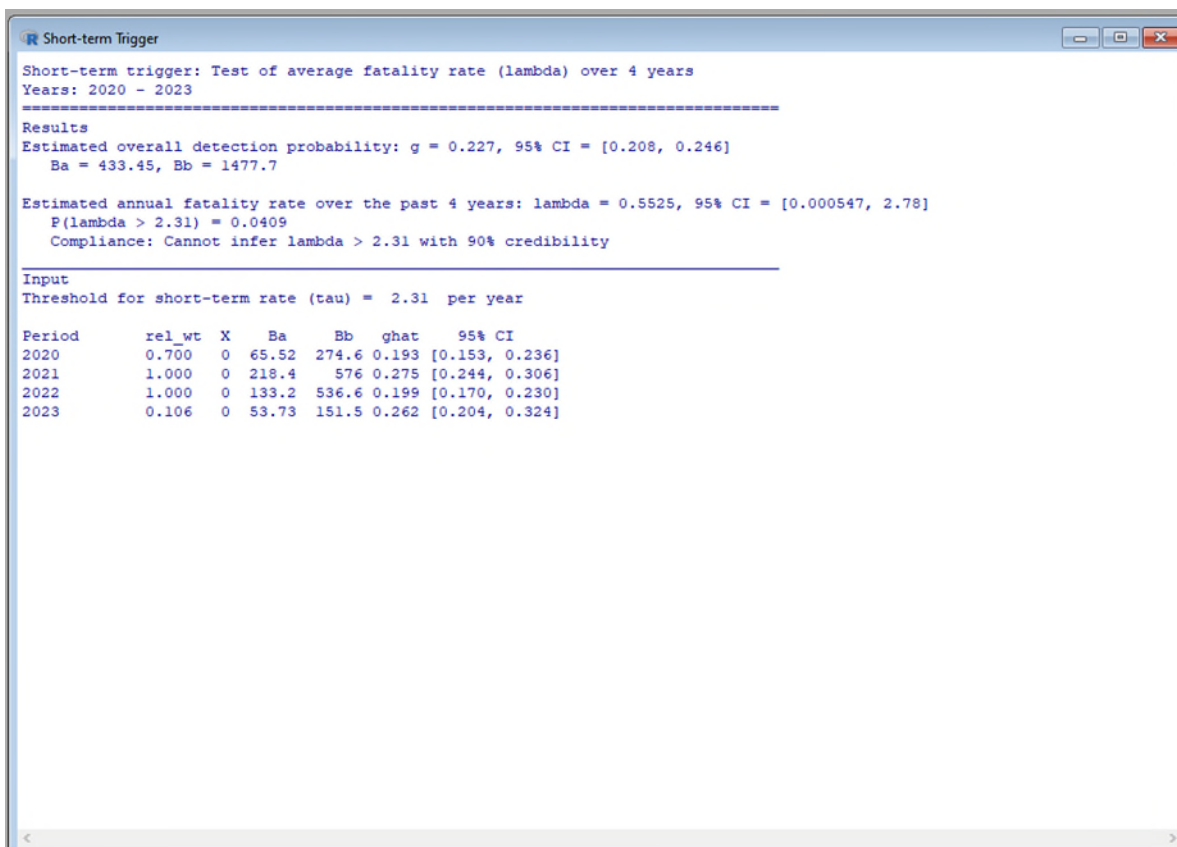 Short-term Trigger
Short-term trigger: Test of average fatality rate (lambda) over 4 years
Years: 2020 - 2023
================================================================================
Results
Estimated overall detection probability: g = 0.227, 95% CI = [0.208, 0.246]
   Ba = 433.45, Bb = 1477.7
Estimated annual fatality rate over the past 4 years: lambda = 0.5525, 95% CI = [0.000547, 2.78]
   P(lambda > 2.31) = 0.0409
   Compliance: Cannot infer lambda > 2.31 with 90% credibility
Input
Threshold for short-term rate (tau) =  2.31  per year
Period       rel_wt  X    Ba     Bb   ghat     95% CI
2020         0.700   0  65.52  274.6 0.193 [0.153, 0.236]
2021         1.000   0  218.4    576 0.275 [0.244, 0.306]
2022         1.000   0  133.2  536.6 0.199 [0.170, 0.230]
2023         0.106   0  53.73  151.5 0.262 [0.204, 0.324]